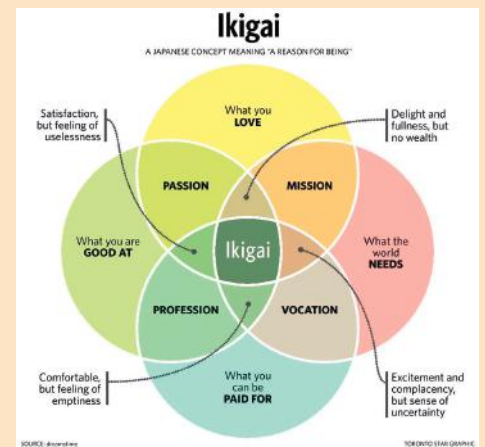 Ikigai
A JAPANESE CONCEPT MEANING "A REASON FOR BEING"
Satisfaction,
but feeling of
uselessness
What you
LOVE
Delight and
fullness, but
no wealth
PASSION
MISSION
What you are
GOOD AT
Ikigai
What the
world
NEEDS
PROFESSION
VOCATION
Comfortable,
but feeling of
emptiness
What you
can be
PAID FOR
Excitement and
complacency,
but sense of
uncertainty
SOURCE: dreamstime
TORONTO STAR GRAPHIC